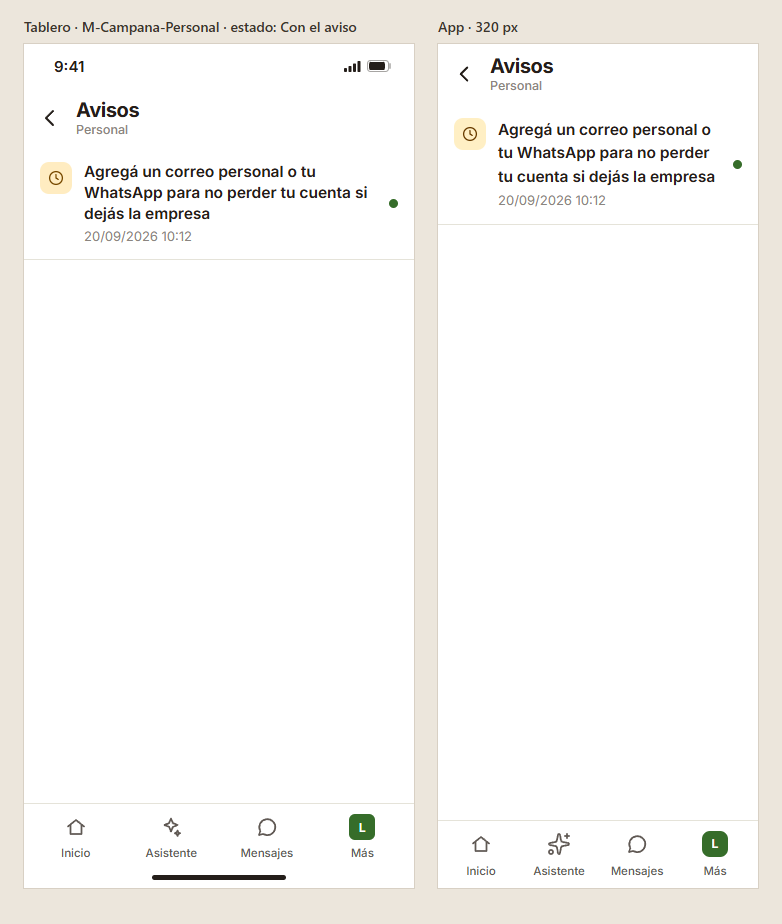 Tablero · M-Campana-Personal · estado: Con el aviso
9:41
Avisos
Personal
Agregá un correo personal o tu
WhatsApp para no perder tu cuenta si
dejás la empresa
20/09/2026 10:12
Inicio
Asistente
Mensajes
L
Más
App · 320 px
Avisos
Personal
Agregá un correo personal o
tu WhatsApp para no perder
tu cuenta si dejás la empresa
20/09/2026 10:12
Inicio
Asistente
Mensajes
L
Más